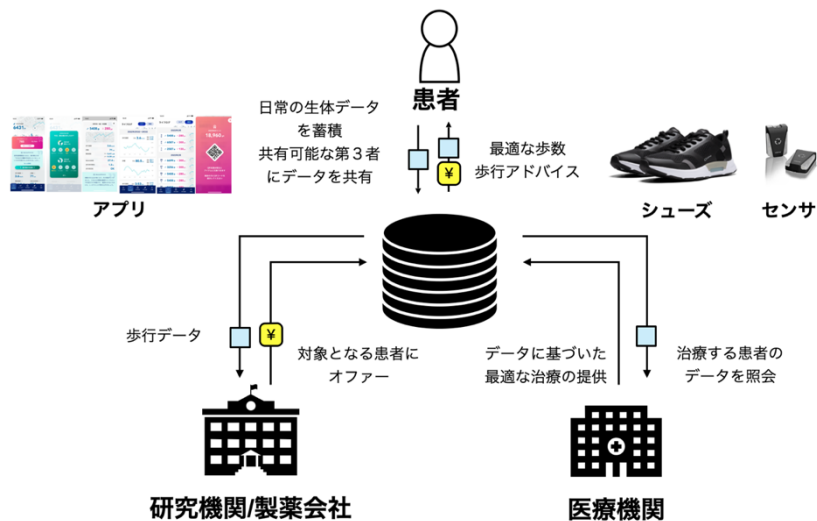 患者
日常の生体データ
を蓄積
共有可能な第３者
にデータを共有
最適な歩数
歩行アドバイス
¥
アプリ
シューズ
センサ
歩行データ
¥
対象となる患者に
オファー
データに基づいた
最適な治療の提供
治療する患者の
データを照会
研究機関/製薬会社
医療機関